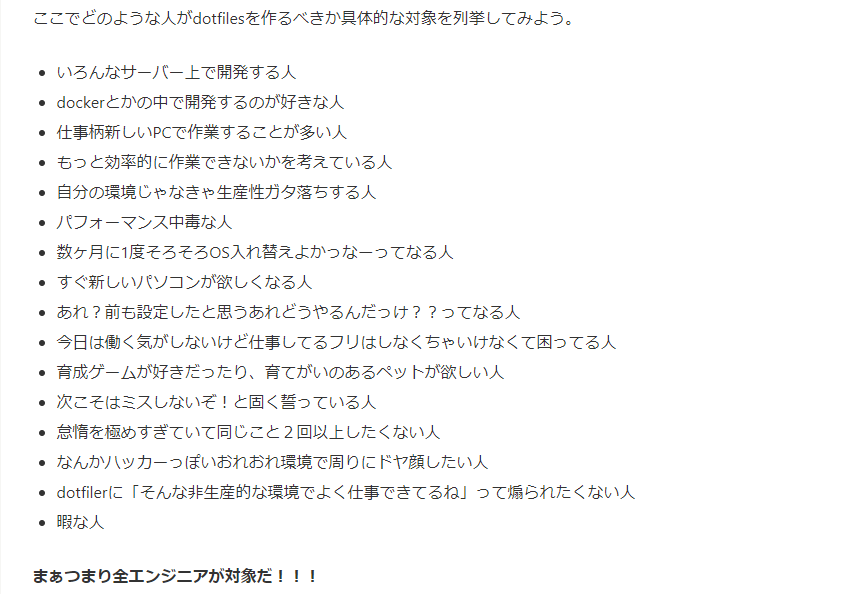 ここでどのような人がdotfilesを作るべきか具体的な対象を列挙してみよう。
• いろんなサーバー上で開発する人
• dockerとかの中で開発するのが好きな人
• 仕事柄新しいPCで作業することが多い人
• もっと効率的に作業できないかを考えている人
• 自分の環境じゃなきゃ生産性ガタ落ちする人
• パフォーマンス中毒な人
• 数ヶ月に1度そろそろOS入れ替えよかっなーってなる人
• すぐ新しいパソコンが欲しくなる人
• あれ？前も設定したと思うあれどうやるんだっけ？？ってなる人
• 今日は働く気がしないけど仕事してるフリはしなくちゃいけなくて困ってる人
• 育成ゲームが好きだったり、育てがいのあるペットが欲しい人
• 次こそはミスしないぞ！と固く誓っている人
• 怠惰を極めすぎていて同じこと２回以上したくない人
• なんかハッカーっぽいおれおれ環境で周りにドヤ顔したい人
• dotfilerに「そんな非生産的な環境でよく仕事できてるね」って煽られたくない人
• 暇な人
まぁつまり全エンジニアが対象だ！！！